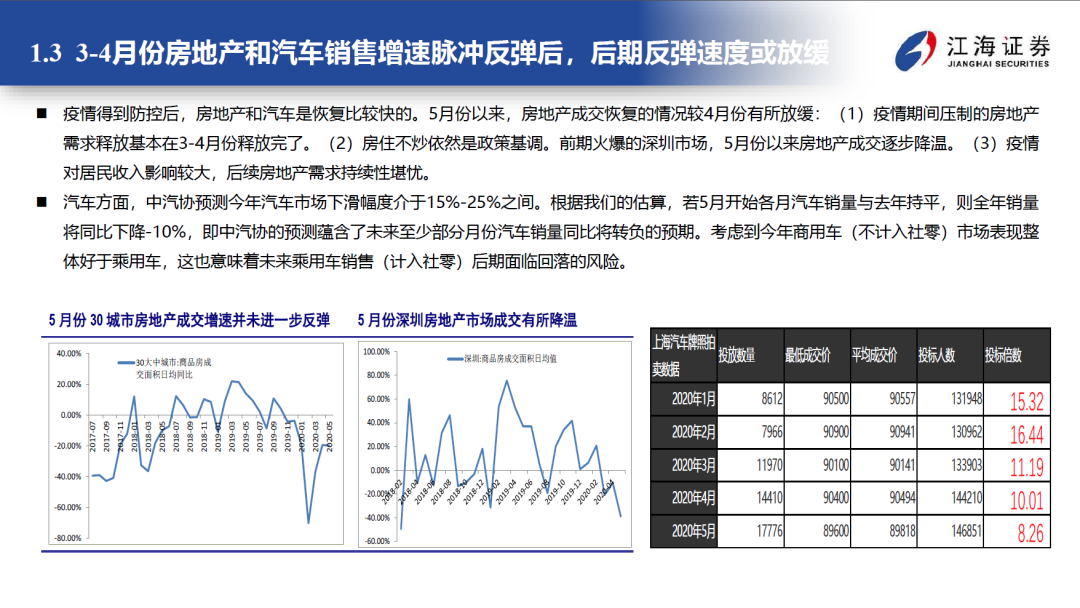 1.3 3-4月份房地产和汽车销售增速脉冲反弹后，后期反弹速度或放缓
江海证券
JIANGHAI SECURITIES
■ 疫情得到防控后，房地产和汽车是恢复比较快的。5月份以来，房地产成交恢复的情况较4月份有所放缓：（1）疫情期间压制的房地产
需求释放基本在3-4月份释放完了。（2）房住不炒依然是政策基调。前期火爆的深圳市场，5月份以来房地产成交逐步降温。（3）疫情
对居民收入影响较大，后续房地产需求持续性堪忧。
■ 汽车方面，中汽协预测今年汽车市场下滑幅度介于15%-25%之间。根据我们的估算，若5月开始各月汽车销量与去年持平，则全年销量
将同比下降-10%，即中汽协的预测蕴含了未来至少部分月份汽车销量同比将转负的预期。考虑到今年商用车（不计入社零）市场表现整
体好于乘用车，这也意味着未来乘用车销售（计入社零）后期面临回落的风险。
5月份30城市房地产成交增速并未进一步反弹
40.00%
20.00%
0.00%
-20.00%
-40.00%
-60.00%
-80.00%
30大中城市:商品房成
交面积日均同比
2017-07
2017-09
2017-11
2018-01
2018-03
2018-05
2018-07
2018-09
2018-11
2019-01
2019-03
2019-05
2019-07
2019-09
2019-11
2020-01
2020-03
2020-05
5月份深圳房地产市场成交有所降温
100.00%
80.00%
60.00%
40.00%
20.00%
0.00%
-20.00%
-40.00%
-60.00%
深圳:商品房成交面积日均值
2018-02
2018-04
2018-06
2018-08
2018-10
2018-12
2019-02
2019-04
2019-06
2019-08
2019-10
2019-12
2020-02
2020-04
上海汽车牌照拍卖数据 投放数量 最低成交价 平均成交价 投标人数 投标倍数
2020年1月 8612 90500 90557 131948 15.32
2020年2月 7966 90900 90941 130962 16.44
2020年3月 11970 90100 90141 133903 11.19
2020年4月 14410 90400 90494 144210 10.01
2020年5月 17776 89600 89818 146851 8.26